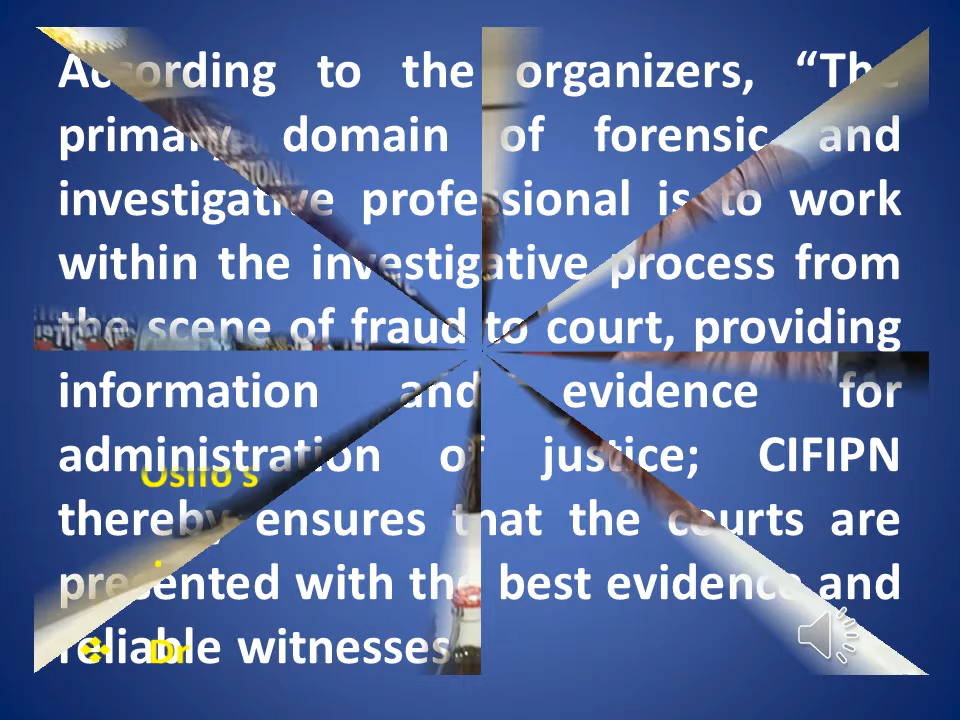 According to the organizers, “The
primary domain of forensic and
investigative professional is to work
within the investigative process from
the scene of fraud to court, providing
information and evidence for
administration of justice; CIFIPN
Osifo's
thereby ensures that the courts are
presented with the best evidence and
reliable witnesses.
Dr